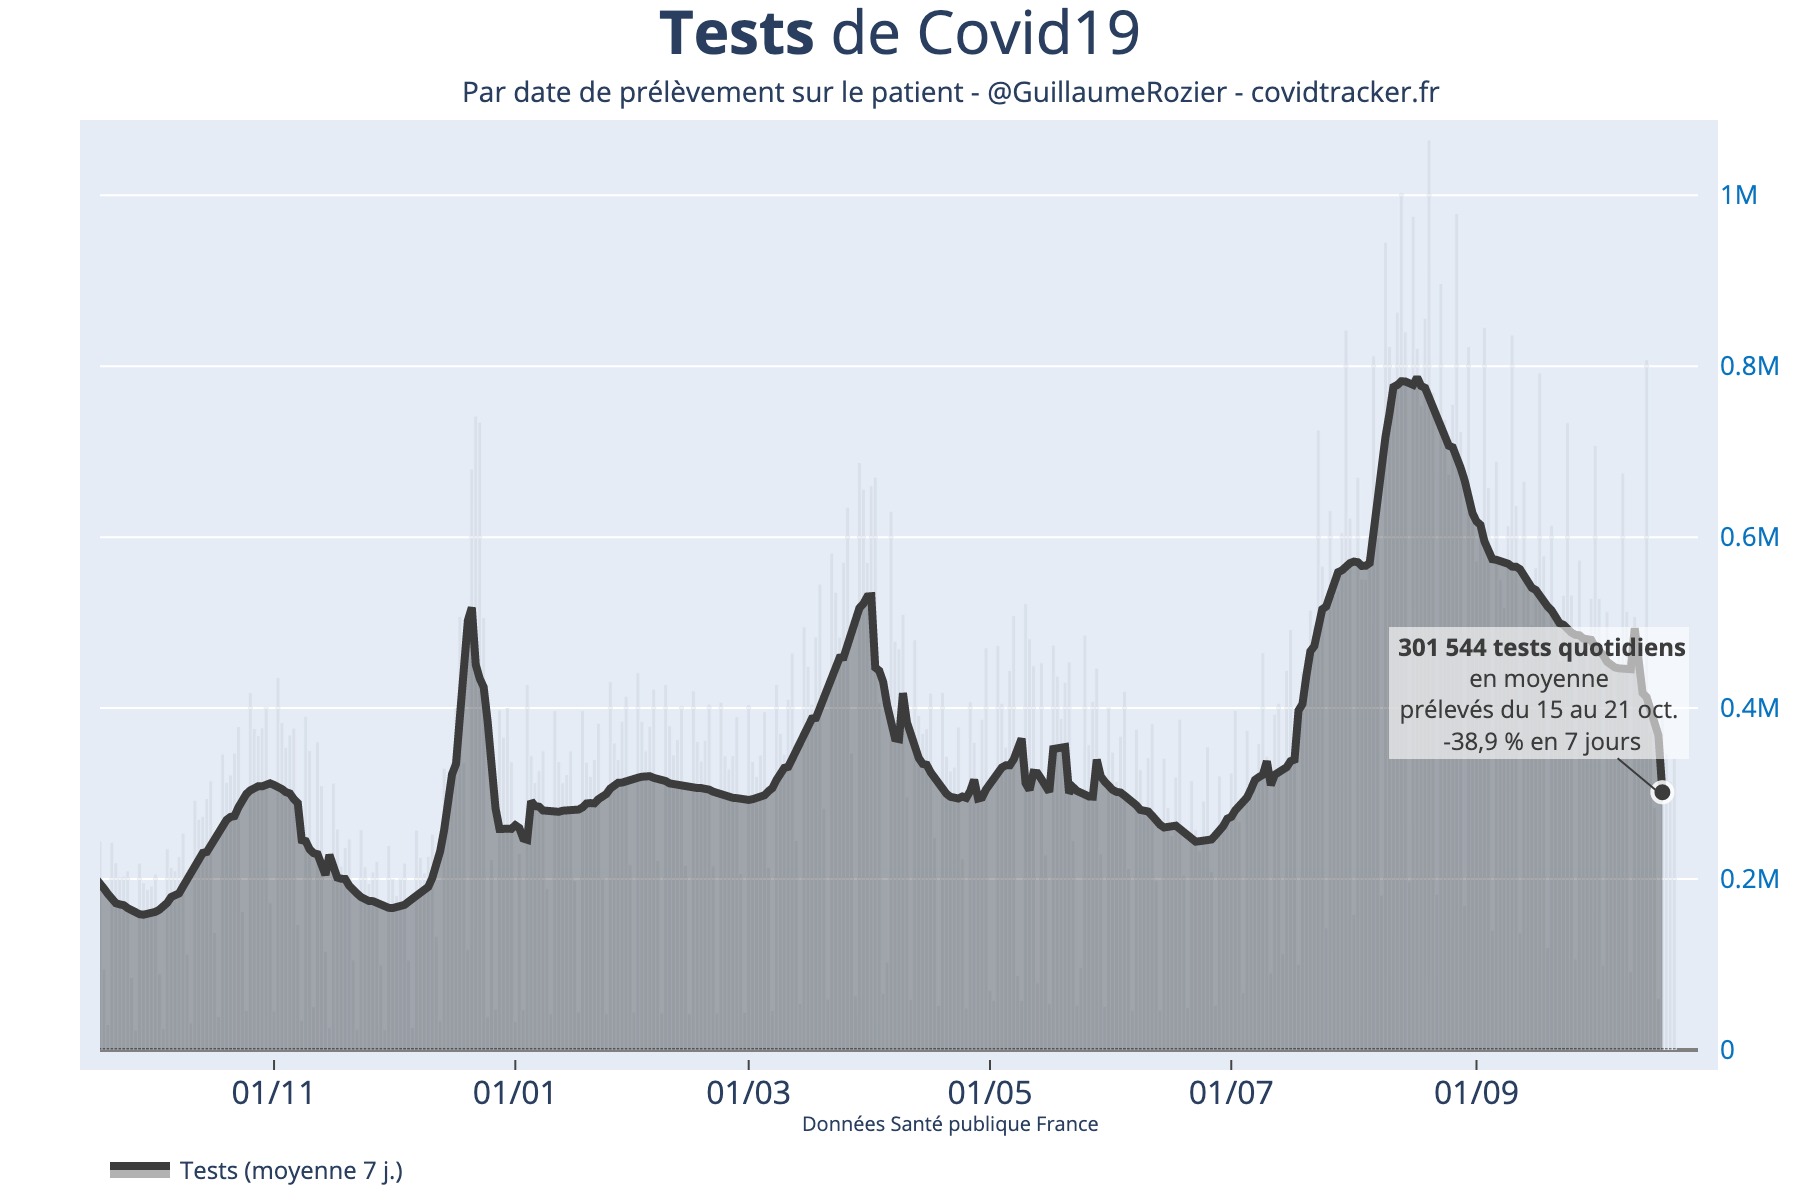 Tests de Covid19
Par date de prélèvement sur le patient - @GuillaumeRozier - covidtracker.fr
1M
0.8M
0.6M
301 544 tests quotidiens
en moyenne
prélevés du 15 au 21 oct.
-38,9 % en 7 jours
0.4M
0.2M
0
01/11 01/01 01/03 01/05 01/07 01/09
Données Santé publique France
Tests (moyenne 7 j.)